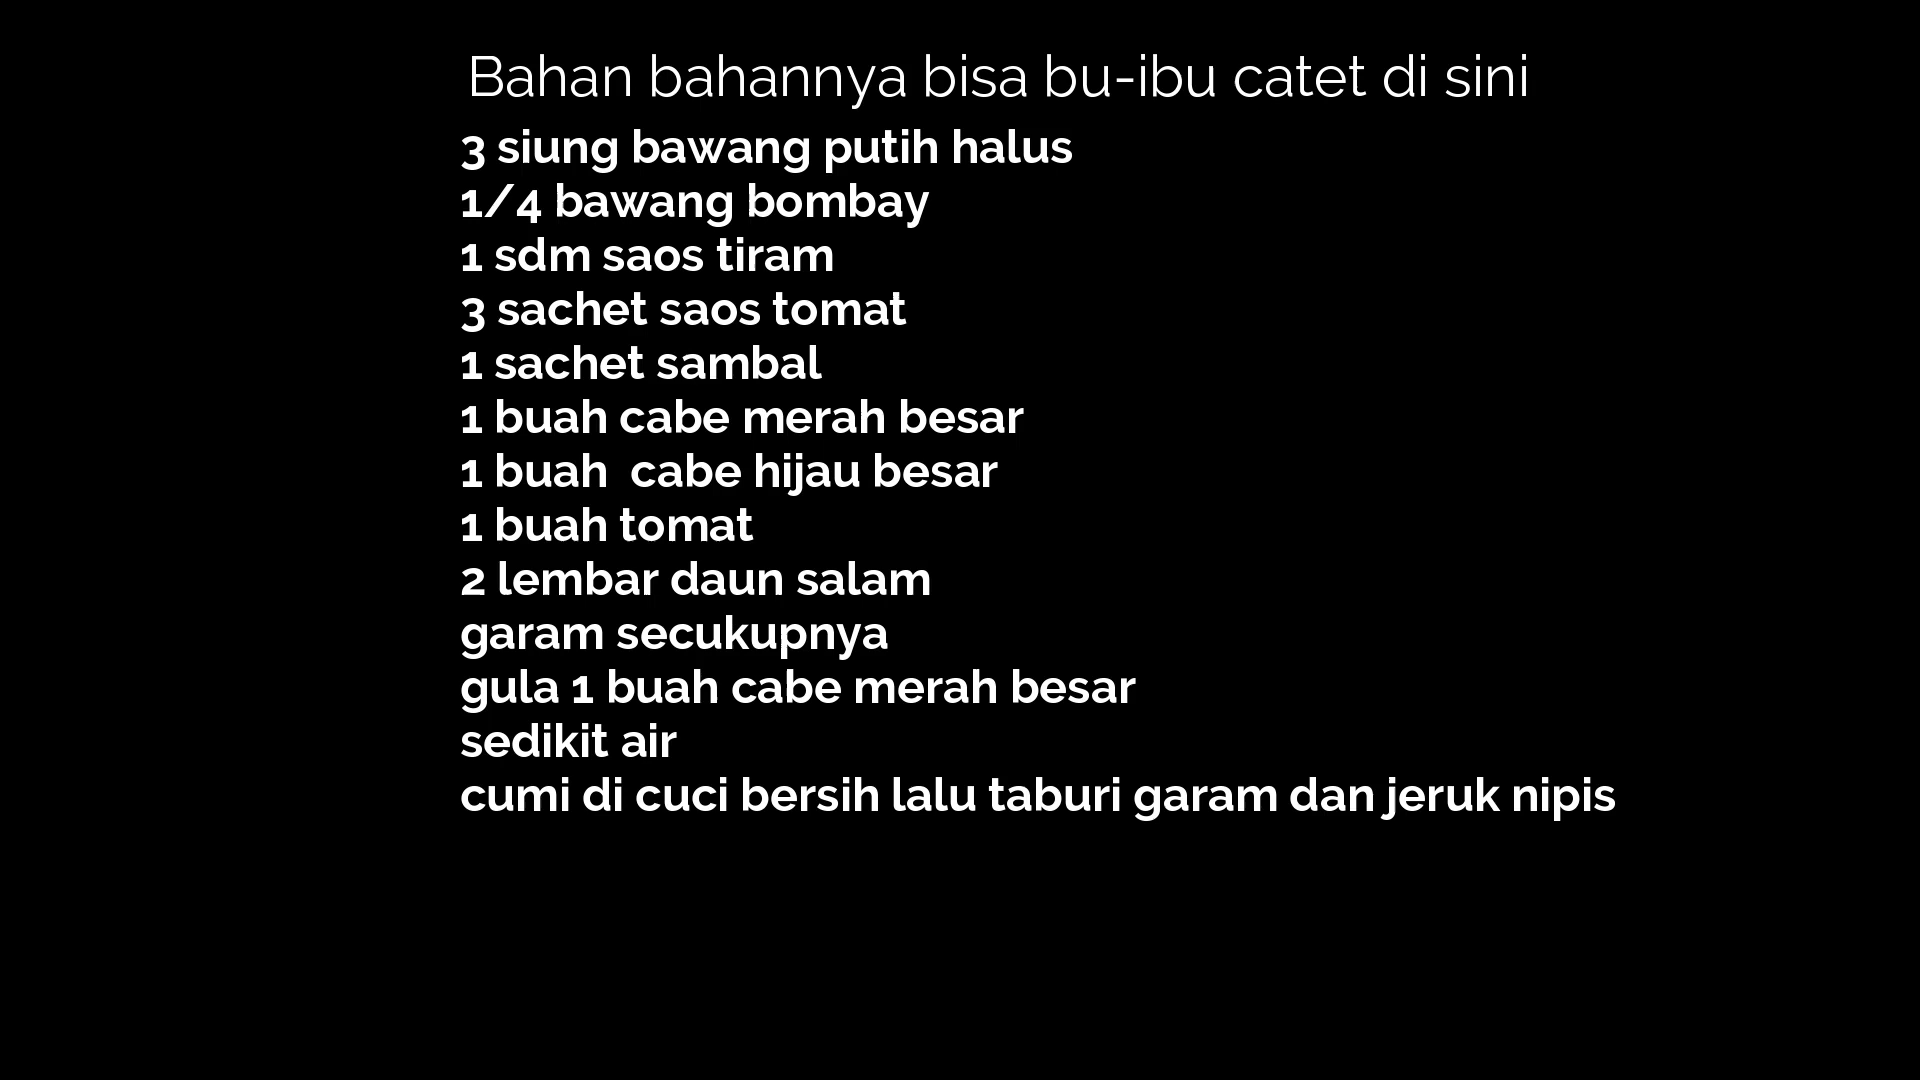 Bahan bahannya bisa bu-ibu catet di sini
3 siung bawang putih halus
1/4 bawang bombay
1 sdm saos tiram
3 sachet saos tomat
1 sachet sambal
1 buah cabe merah besar
1 buah  cabe hijau besar
1 buah tomat
2 lembar daun salam
garam secukupnya
gula 1 buah cabe merah besar
sedikit air
cumi di cuci bersih lalu taburi garam dan jeruk nipis